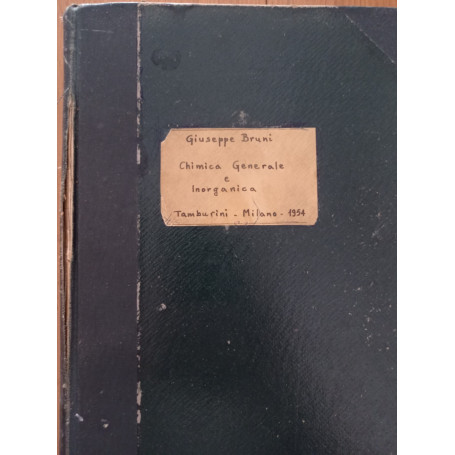 Giuseppe Bruni
Chimica Generale
e
Inorganica
Tamburini - Milano - 1954